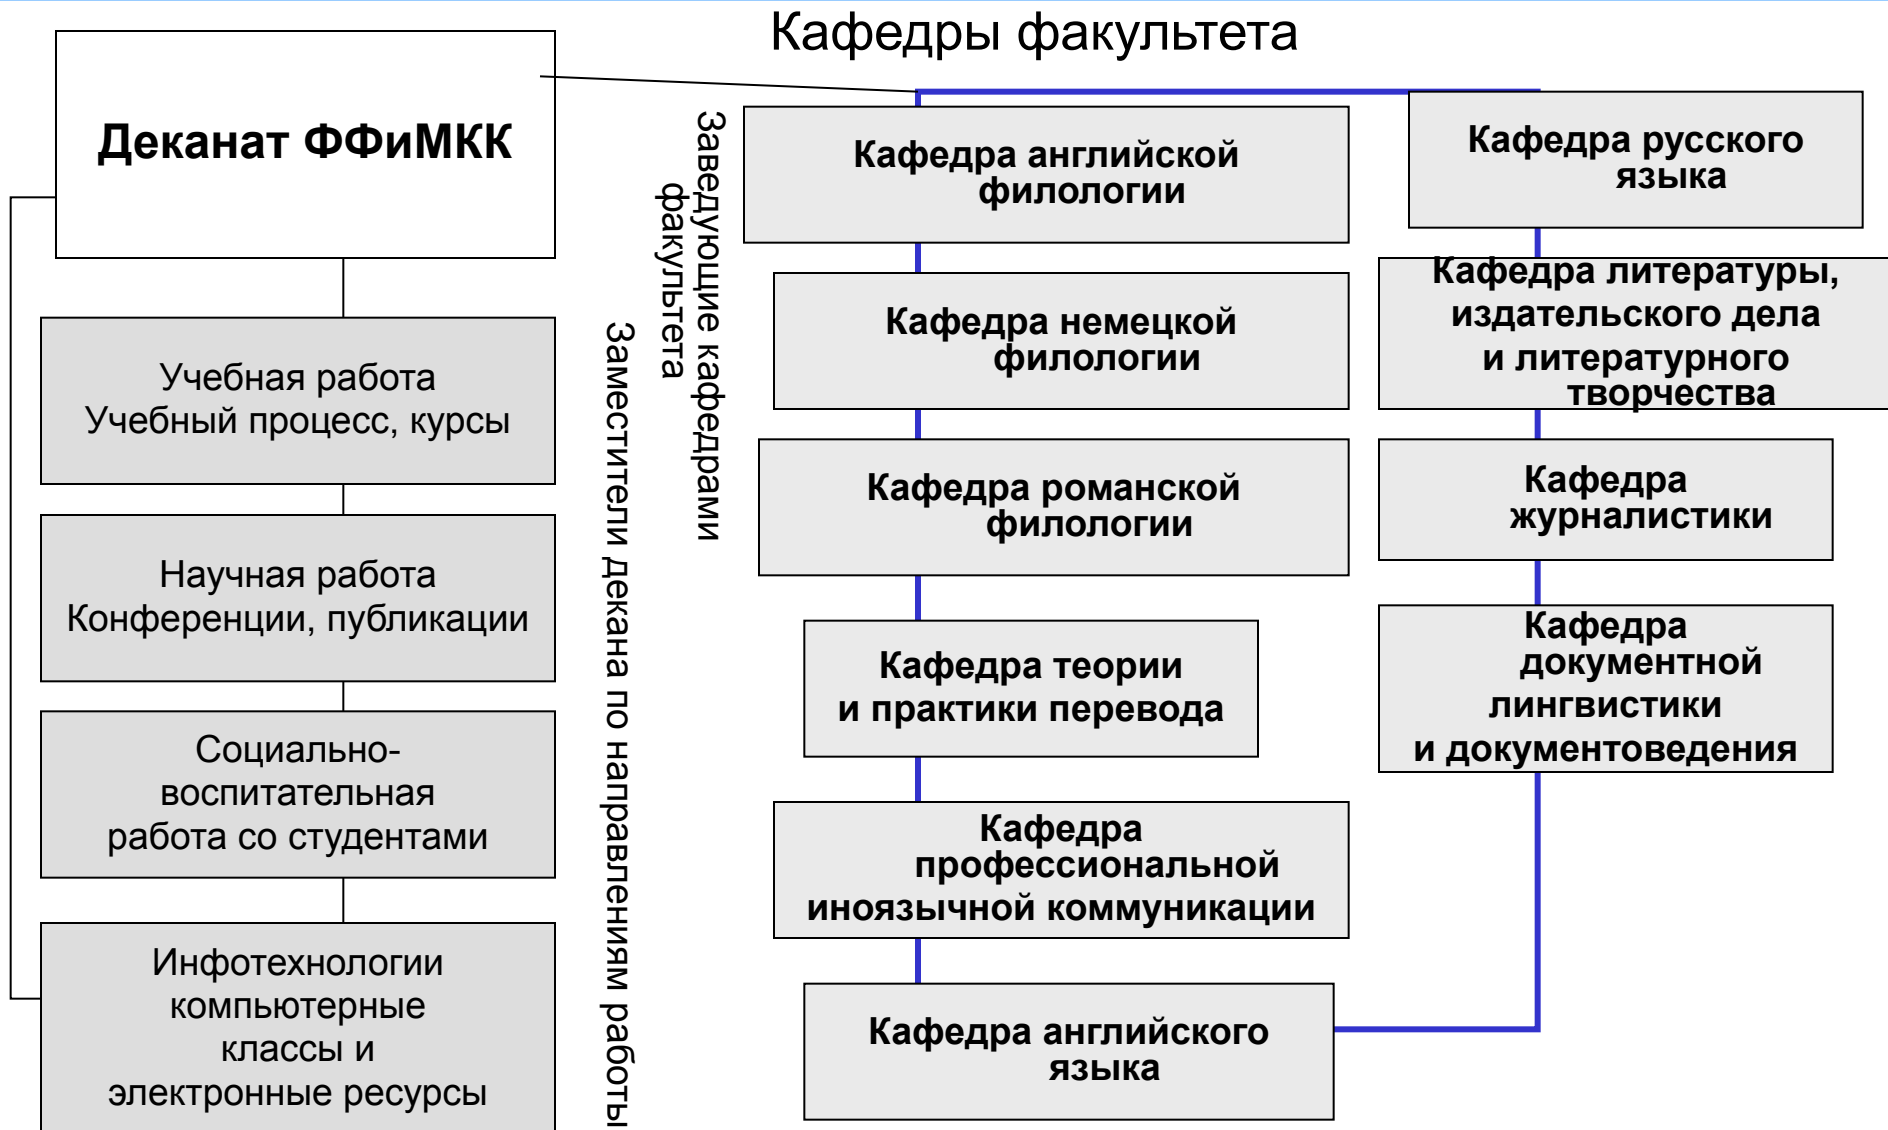 Кафедры факультета
Деканат ФФиМКК
Учебная работа
Учебный процесс, курсы
Научная работа
Конференции, публикации
Социально-
воспитательная
работа со студентами
Инфотехнологии
компьютерные
классы и
электронные ресурсы
Заместители декана по направлениям работы
Заведующие кафедрами
факультета
Кафедра английской
филологии
Кафедра немецкой
филологии
Кафедра романской
филологии
Кафедра теории
и практики перевода
Кафедра
профессиональной
иноязычной коммуникации
Кафедра английского
языка
Кафедра русского
языка
Кафедра литературы,
издательского дела
и литературного
творчества
Кафедра
журналистики
Кафедра
документной
лингвистики
и документоведения